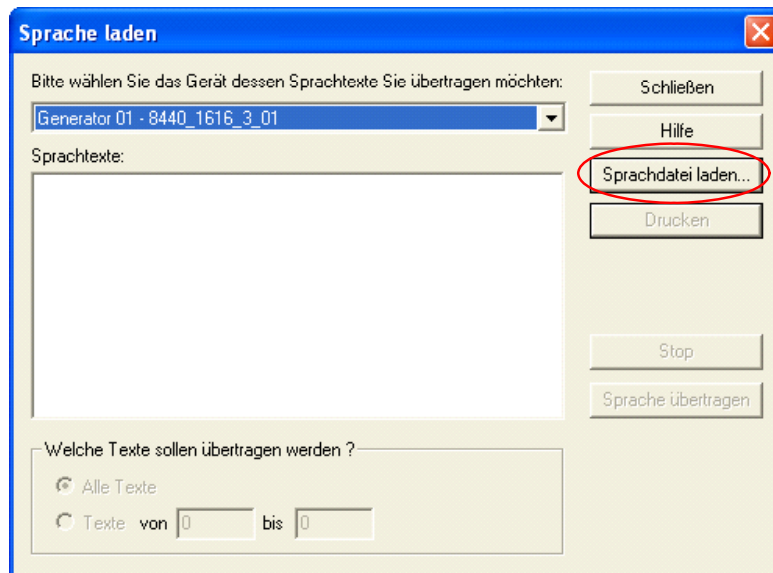 Sprache laden
Bitte wählen Sie das Gerät dessen Sprachtexte Sie übertragen möchten:
Generator 01 - 8440_1616_3_01
Sprachtexte:
Schließen
Hilfe
Sprachdatei laden...
Drucken
Stop
Sprache übertragen
Welche Texte sollen übertragen werden ?
Alle Texte
Texte von 0 bis 0